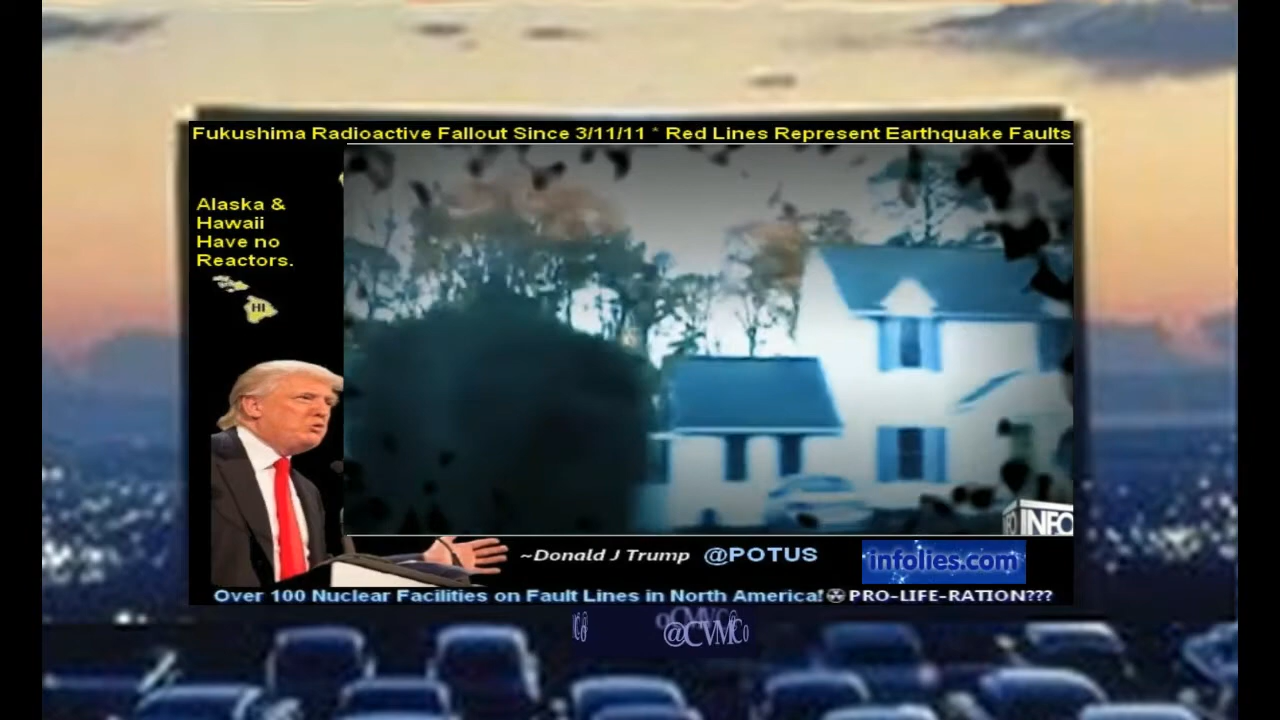 Fukushima Radioactive Fallout Since 3/11/11 * Red Lines Represent Earthquake Faults
Alaska &
Hawaii
Have no
Reactors.
HI
INFO
~Donald J Trump @POTUS
infolies.com
Over 100 Nuclear Facilities on Fault Lines in North America! ☢ PRO-LIFE-RATION???
@CVMCo